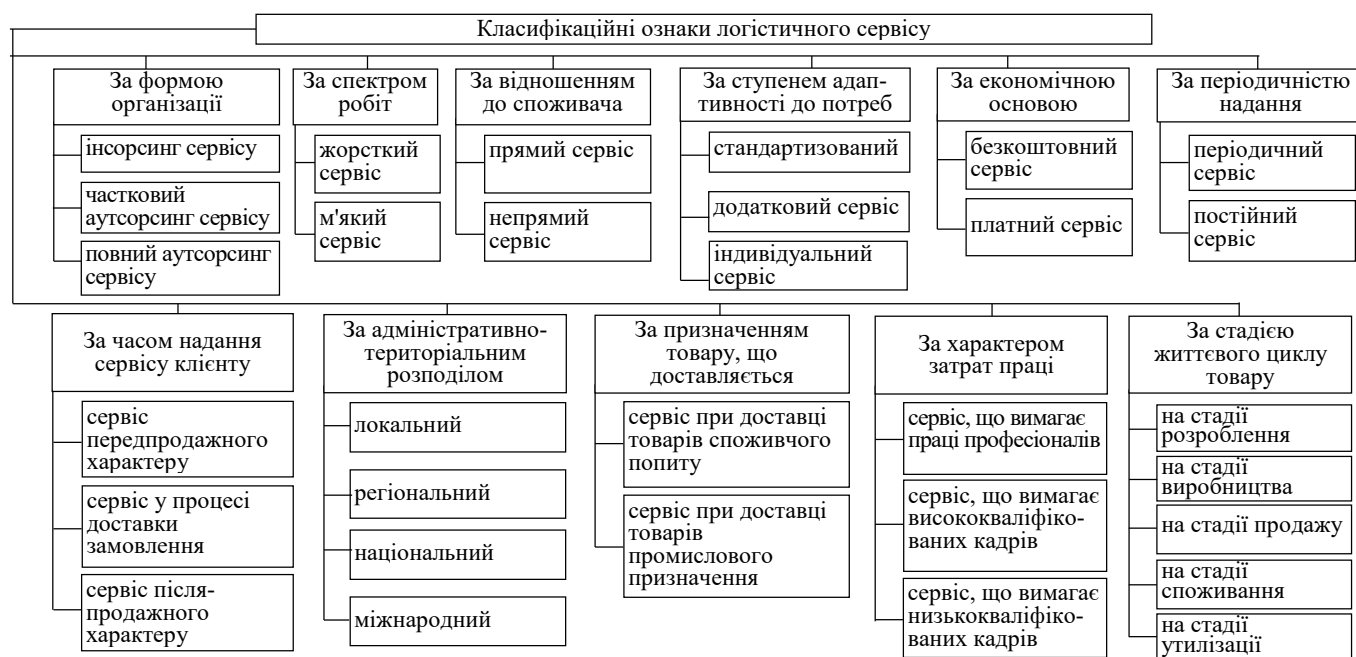 Класифікаційні ознаки логістичного сервісу
За формою
організації
інсорсинг сервісу
частковий
аутсорсинг сервісу
повний аутсорсинг
сервісу
За спектром
робіт
жорсткий
сервіс
м'який
сервіс
За відношенням
до споживача
прямий сервіс
непрямий
сервіс
За ступенем адап-
тивності до потреб
стандартизований
додатковий сервіс
індивідуальний
сервіс
За економічною
основою
безкоштовний
сервіс
платний сервіс
За періодичністю
надання
періодичний
сервіс
постійний
сервіс
За часом надання
сервісу клієнту
сервіс
передпродажного
характеру
сервіс у процесі
доставки
замовлення
сервіс після-
продажного
характеру
За адміністративно-
територіальним
розподілом
локальний
регіональний
національний
міжнародний
За призначенням
товару, що
доставляється
сервіс при доставці
товарів споживчого
попиту
сервіс при доставці
товарів
промислового
призначення
За характером
затрат праці
сервіс, що вимагає
праці професіоналів
сервіс, що вимагає
висококваліфіко-
ваних кадрів
сервіс, що вимагає
низькокваліфіко-
ваних кадрів
За стадією
життєвого циклу
товару
на стадії
розроблення
на стадії
виробництва
на стадії продажу
на стадії
споживання
на стадії
утилізації